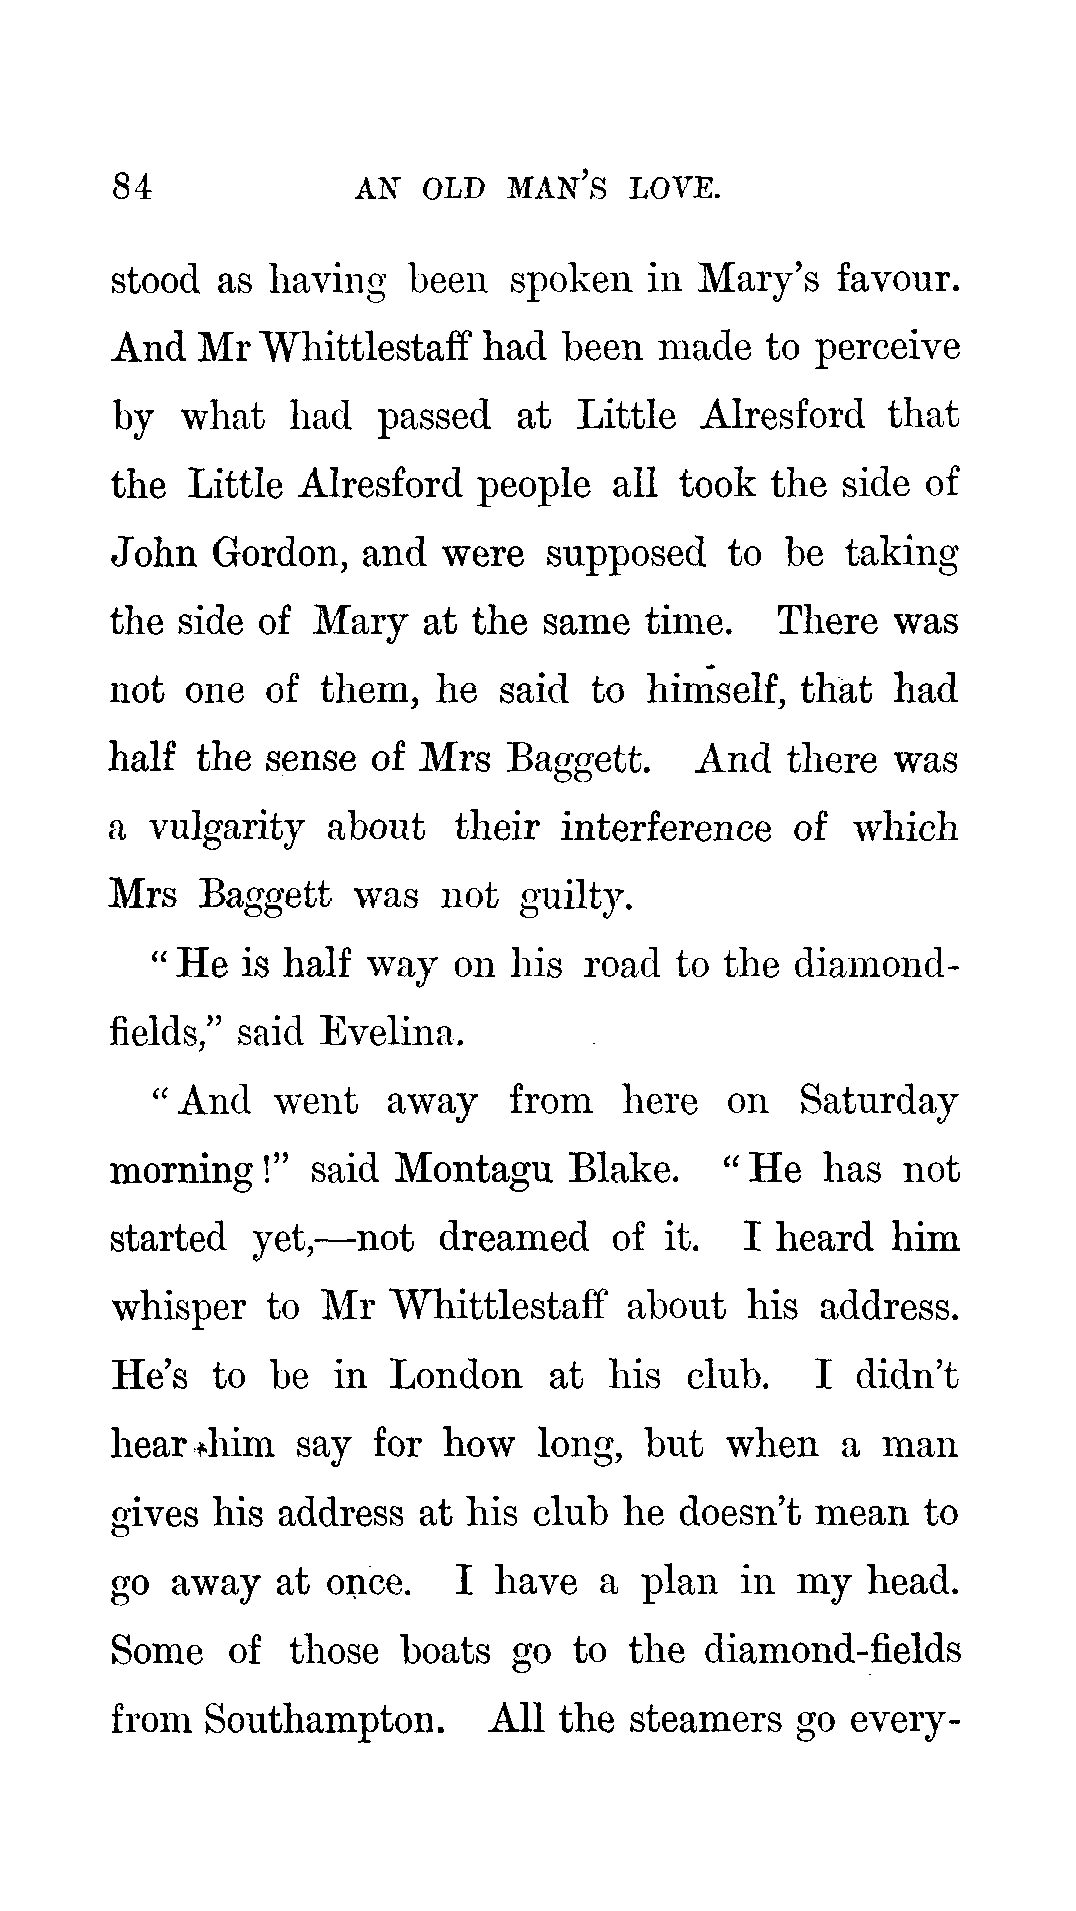 84 AN OLD MAN'S LOVE.
stood as having been spoken in Mary's favour.
And Mr Whittlestaff had been made to perceive
by what had passed at Little Alresford that
the Little Alresford people all took the side of
John Gordon, and were supposed to be taking
the side of Mary at the same time. There was
not one of them, he said to himself, that had
half the sense of Mrs Baggett. And there was
a vulgarity about their interference of which
Mrs Baggett was not guilty.
"He is half way on his road to the diamond-
fields," said Evelina.
"And went away from here on Saturday
morning!" said Montagu Blake. "He has not
started yet,—not dreamed of it. I heard him
whisper to Mr Whittlestaff about his address.
He's to be in London at his club. I didn't
hear him say for how long, but when a man
gives his address at his club he doesn't mean to
go away at once. I have a plan in my head.
Some of those boats go to the diamond-fields
from Southampton. All the steamers go every-